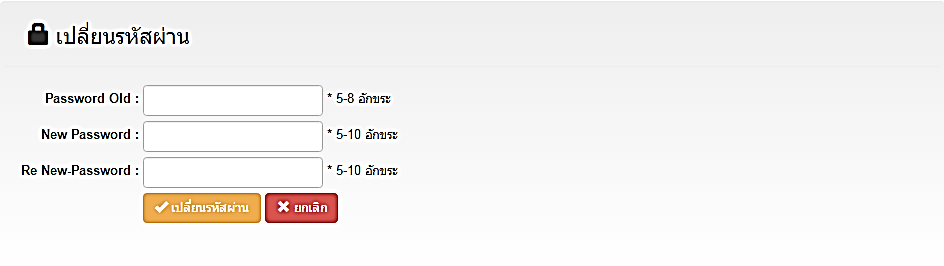 เปลี่ยนรหัสผ่าน
Password Old : * 5-8 อักขระ
New Password : * 5-10 อักขระ
Re New-Password : * 5-10 อักขระ
เปลี่ยนรหัสผ่าน ยกเลิก